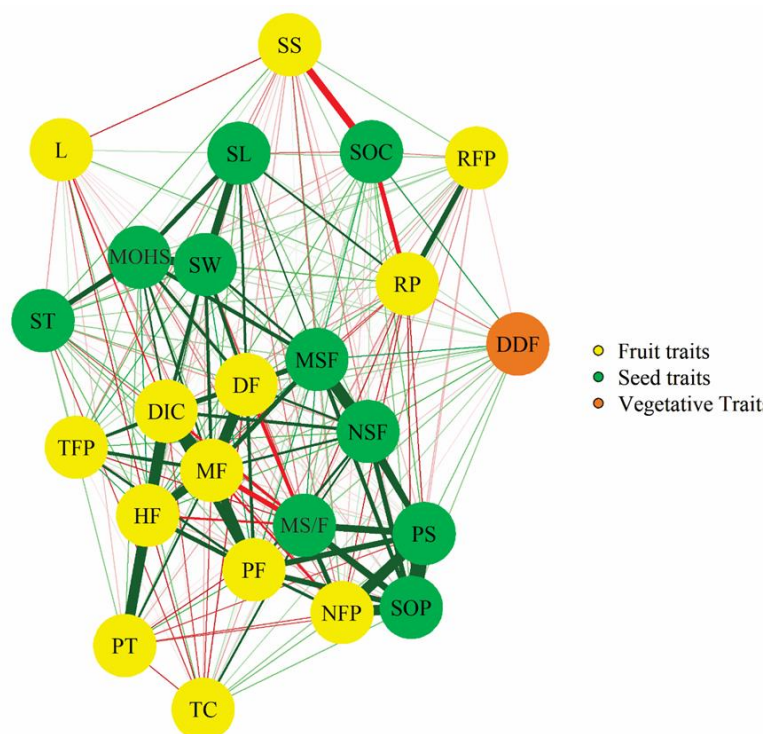 SS
L
SL
SOC
RFP
MOHS
SW
RP
ST
DDF
MSF
DF
DIC
NSF
TFP
MF
HF
MS/F
PS
PF
NFP
SOP
PT
TC
Fruit traits
Seed traits
Vegetative Traits